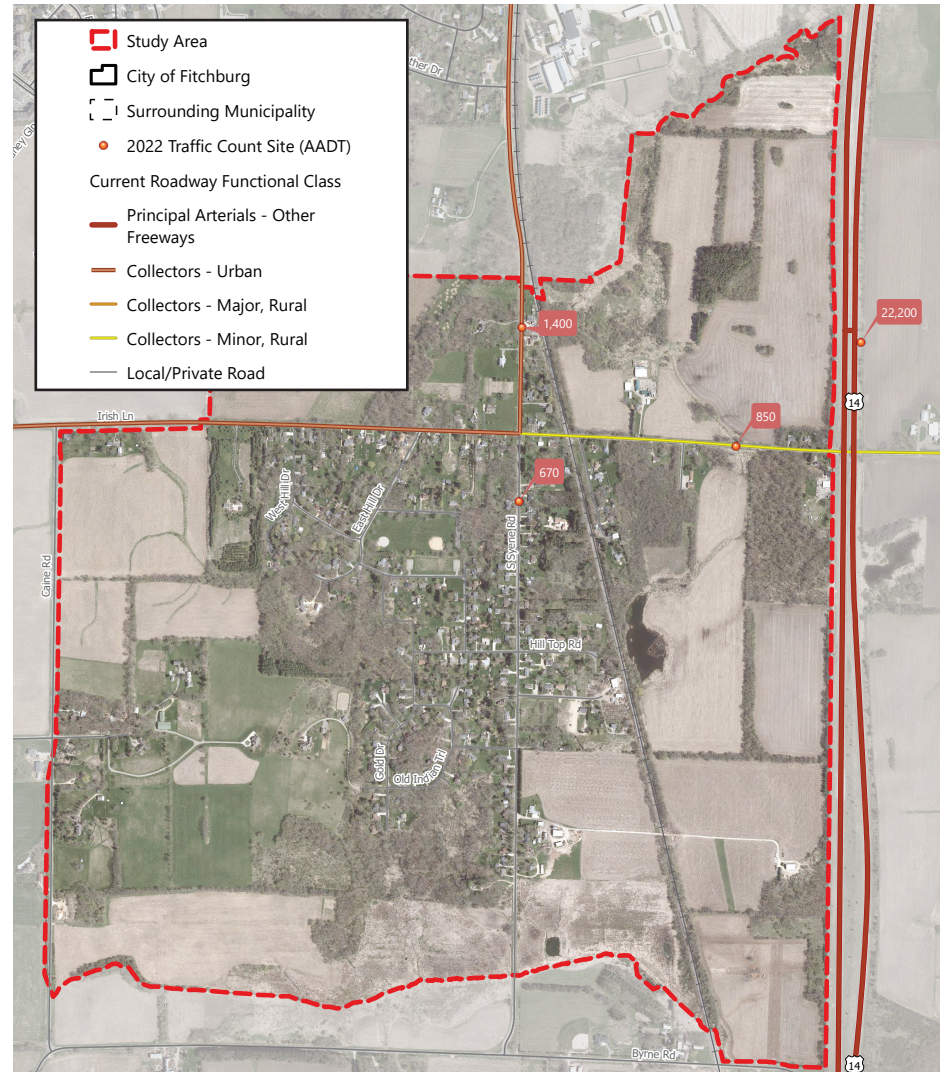 Study Area
City of Fitchburg
Surrounding Municipality
2022 Traffic Count Site (AADT)
Current Roadway Functional Class
Principal Arterials - Other
Freeways
Collectors - Urban
Collectors - Major, Rural
Collectors - Minor, Rural
Local/Private Road
1,400
22,200
14
Irish Ln
850
670
West Hill Dr
East Hill Dr
S Syene Rd
Caine Rd
Hill Top Rd
Gold Dr
Old Indian Trl
Byrne Rd
14